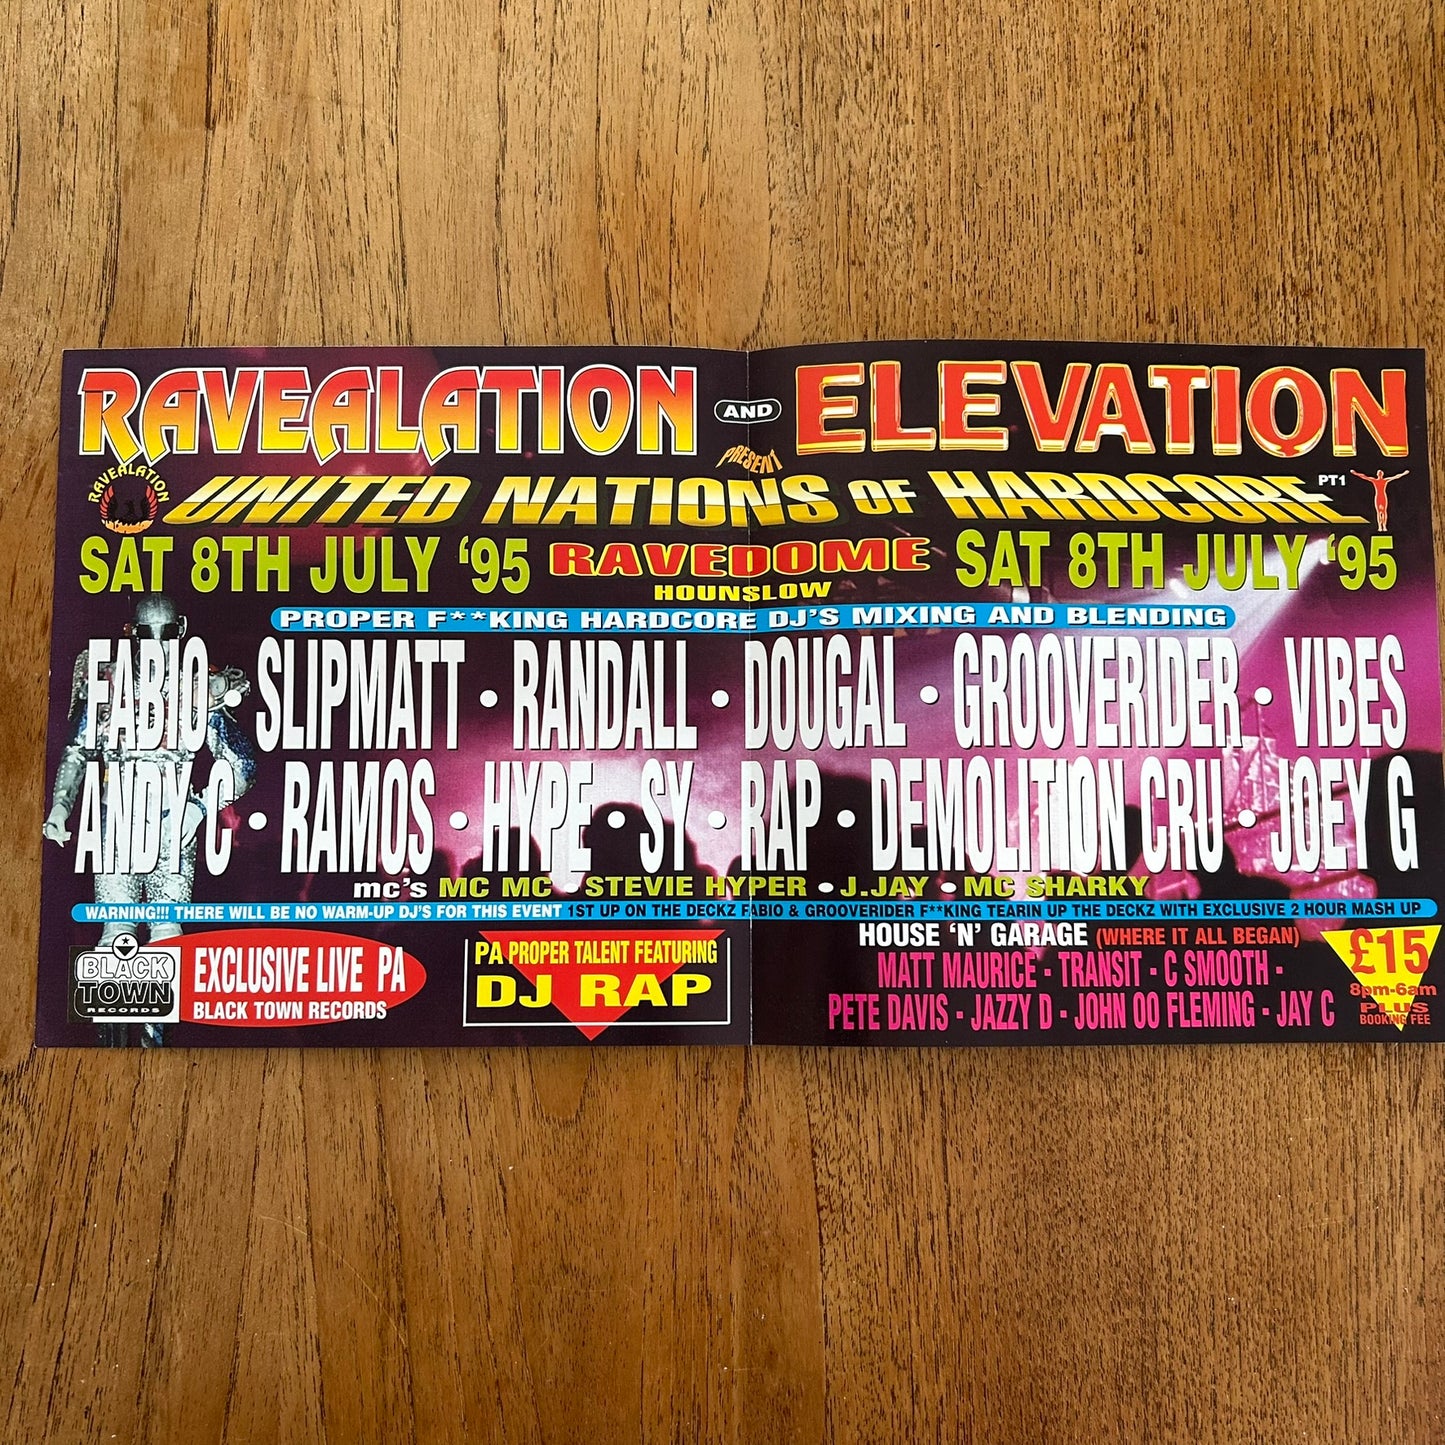 RAVEALATION AND ELEVATION
PRESENT
RAVEALATION
UNITED NATIONS OF HARDCORE PT1
SAT 8TH JULY '95 RAVEDOME SAT 8TH JULY '95
HOUNSLOW
PROPER F**KING HARDCORE DJ'S MIXING AND BLENDING
FABIO • SLIPMATT • RANDALL • DOUGAL • GROOVERIDER • VIBES
ANDY C • RAMOS • HYPE • SY • RAP • DEMOLITION CRU • JOEY G
mc's MC MC • STEVIE HYPER • J.JAY • MC SHARKY
WARNING!!! THERE WILL BE NO WARM-UP DJ'S FOR THIS EVENT 1ST UP ON THE DECKZ FABIO & GROOVERIDER F**KING TEARIN UP THE DECKZ WITH EXCLUSIVE 2 HOUR MASH UP
BLACK
TOWN
RECORDS
EXCLUSIVE LIVE PA
BLACK TOWN RECORDS
PA PROPER TALENT FEATURING
DJ RAP
HOUSE 'N' GARAGE (WHERE IT ALL BEGAN)
MATT MAURICE - TRANSIT - C SMOOTH -
PETE DAVIS - JAZZY D - JOHN OO FLEMING - JAY C
£15
8pm-6am
PLUS
BOOKING FEE